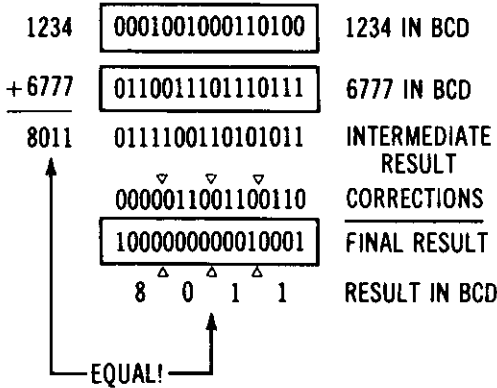 1234 0001001000110100 1234 IN BCD
+6777 0110011101110111 6777 IN BCD
8011 0111100110101011 INTERMEDIATE
RESULT
0000011001100110 CORRECTIONS
1000000000010001 FINAL RESULT
8 0 1 1 RESULT IN BCD
EQUAL!